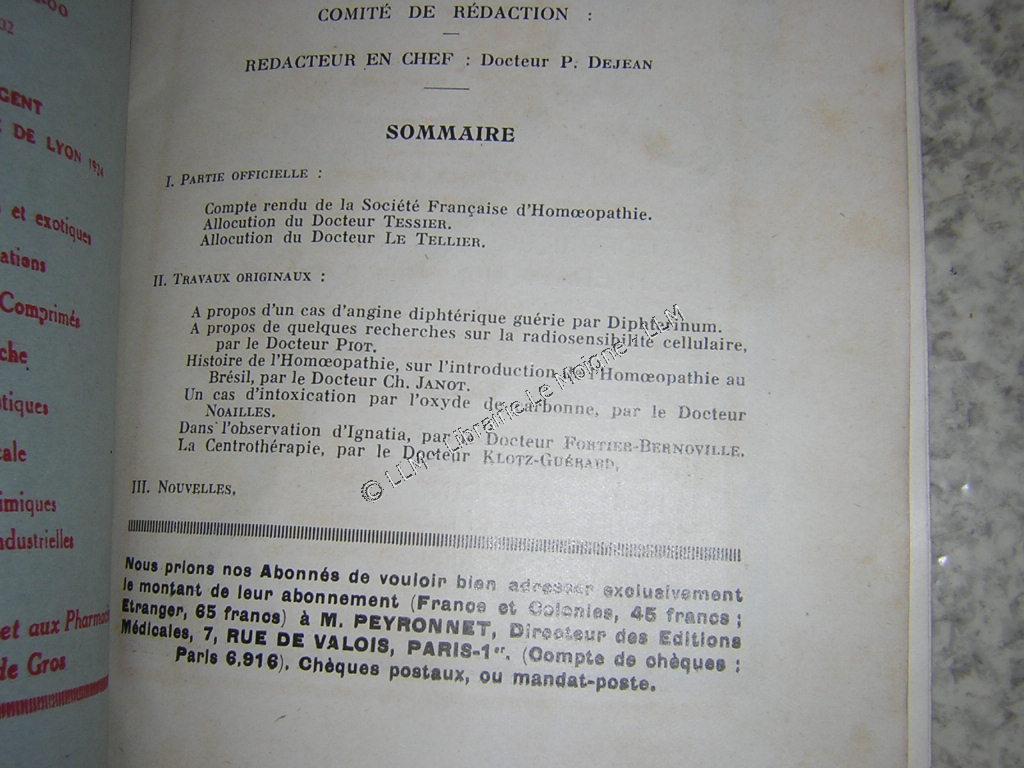 COMITÉ DE RÉDACTION :
REDACTEUR EN CHEF : Docteur P. DEJEAN
SOMMAIRE
I. PARTIE OFFICIELLE :
Compte rendu de la Société Française d'Homœopathie.
Allocution du Docteur TESSIER.
Allocution du Docteur LE TELLIER.
II. TRAVAUX ORIGINAUX :
A propos d'un cas d'angine diphtérique guérie par Diphterinum.
A propos de quelques recherches sur la radiosensibilité cellulaire,
par le Docteur PIOT.
Histoire de l'Homœopathie, sur l'introduction de l'Homœopathie au
Brésil, par le Docteur Ch. JANOT.
Un cas d'intoxication par l'oxyde de carbonne, par le Docteur
NOAILLES.
Dans l'observation d'Ignatia, par le Docteur FORTIER-BERNOVILLE.
La Centrothérapie, par le Docteur KLOTZ-GUÉRARD.
III. NOUVELLES.
Nous prions nos Abonnés de vouloir bien adresser exclusivement
le montant de leur abonnement (France et Colonies, 45 francs ;
Etranger, 65 francs) à M. PEYRONNET, Directeur des Editions
Médicales, 7, RUE DE VALOIS, PARIS-1er. (Compte de chèques :
Paris 6,916). Chèques postaux, ou mandat-poste.
© LLM - Librairie Le Moigne - LLM
GENT
DE LYON 1934
et exotiques
ations
Comprimés
che
tiques
cale
imiques
ndustrielles
et aux Pharmac
de Gros